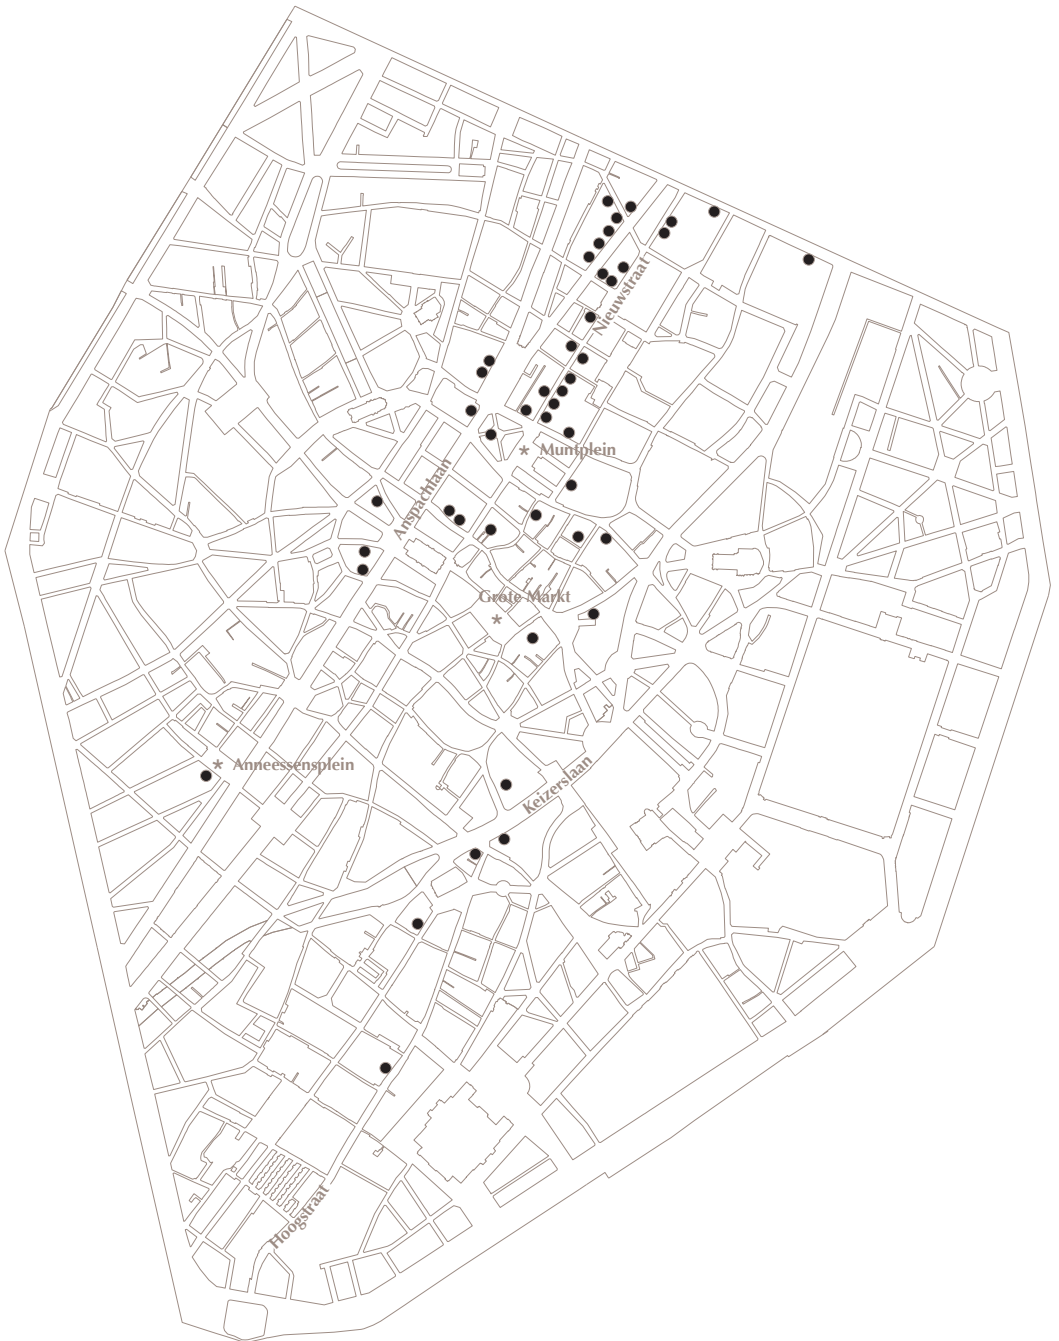 Nieuwstraat
* Muntplein
Anspachlaan
Grote Markt
*
* Anneessensplein
Keizerslaan
Hoogstraat